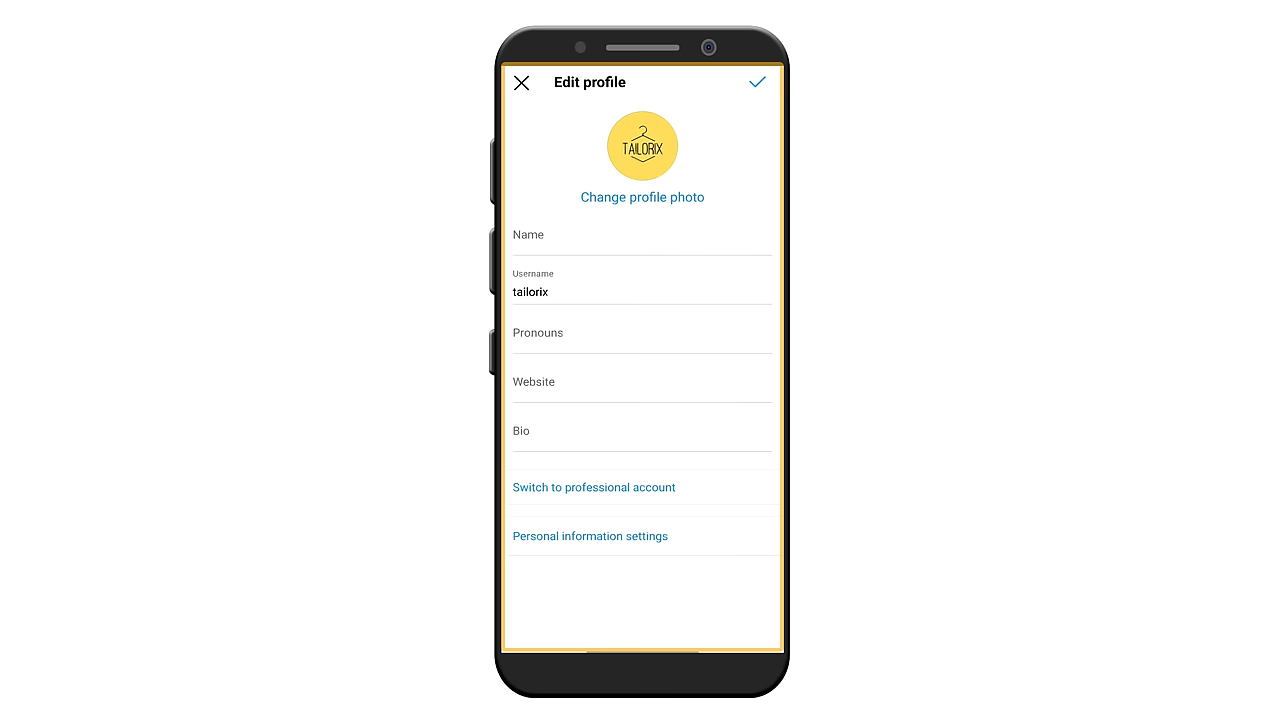 Edit profile
TAILORIX
Change profile photo
Name
Username
tailorix
Pronouns
Website
Bio
Switch to professional account
Personal information settings